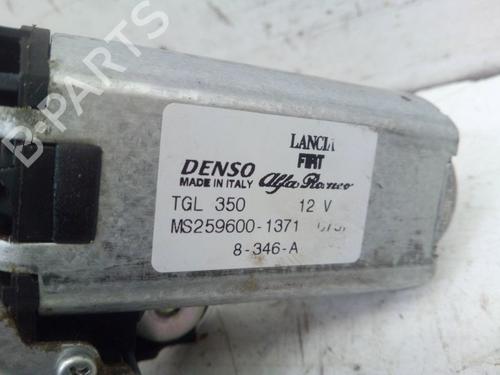 B-PARTS
LANCIA
DENSO FIAT
MADE IN ITALY Alfa Romeo
TGL 350 12 V
MS259600-1371
8-346-A